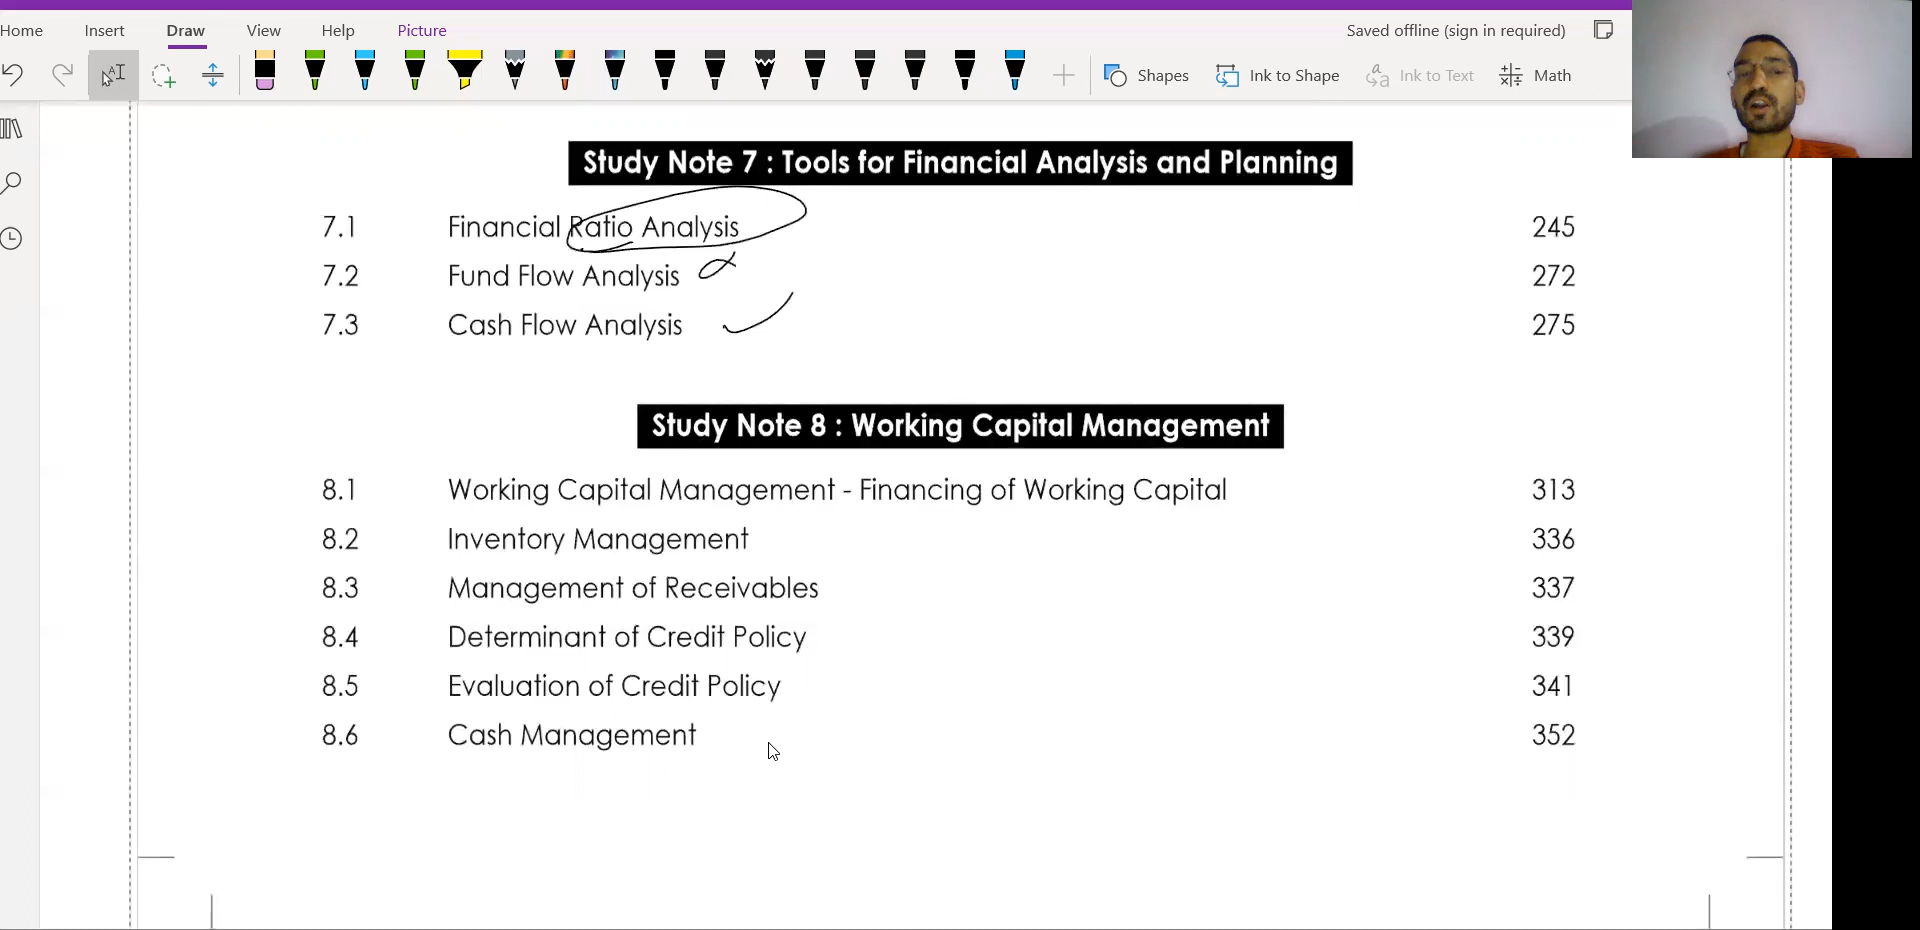 Home Insert Draw View Help Picture Saved offline (sign in required)
Shapes Ink to Shape Ink to Text Math
Study Note 7 : Tools for Financial Analysis and Planning
7.1 Financial Ratio Analysis 245
7.2 Fund Flow Analysis 272
7.3 Cash Flow Analysis 275
Study Note 8 : Working Capital Management
8.1 Working Capital Management - Financing of Working Capital 313
8.2 Inventory Management 336
8.3 Management of Receivables 337
8.4 Determinant of Credit Policy 339
8.5 Evaluation of Credit Policy 341
8.6 Cash Management 352